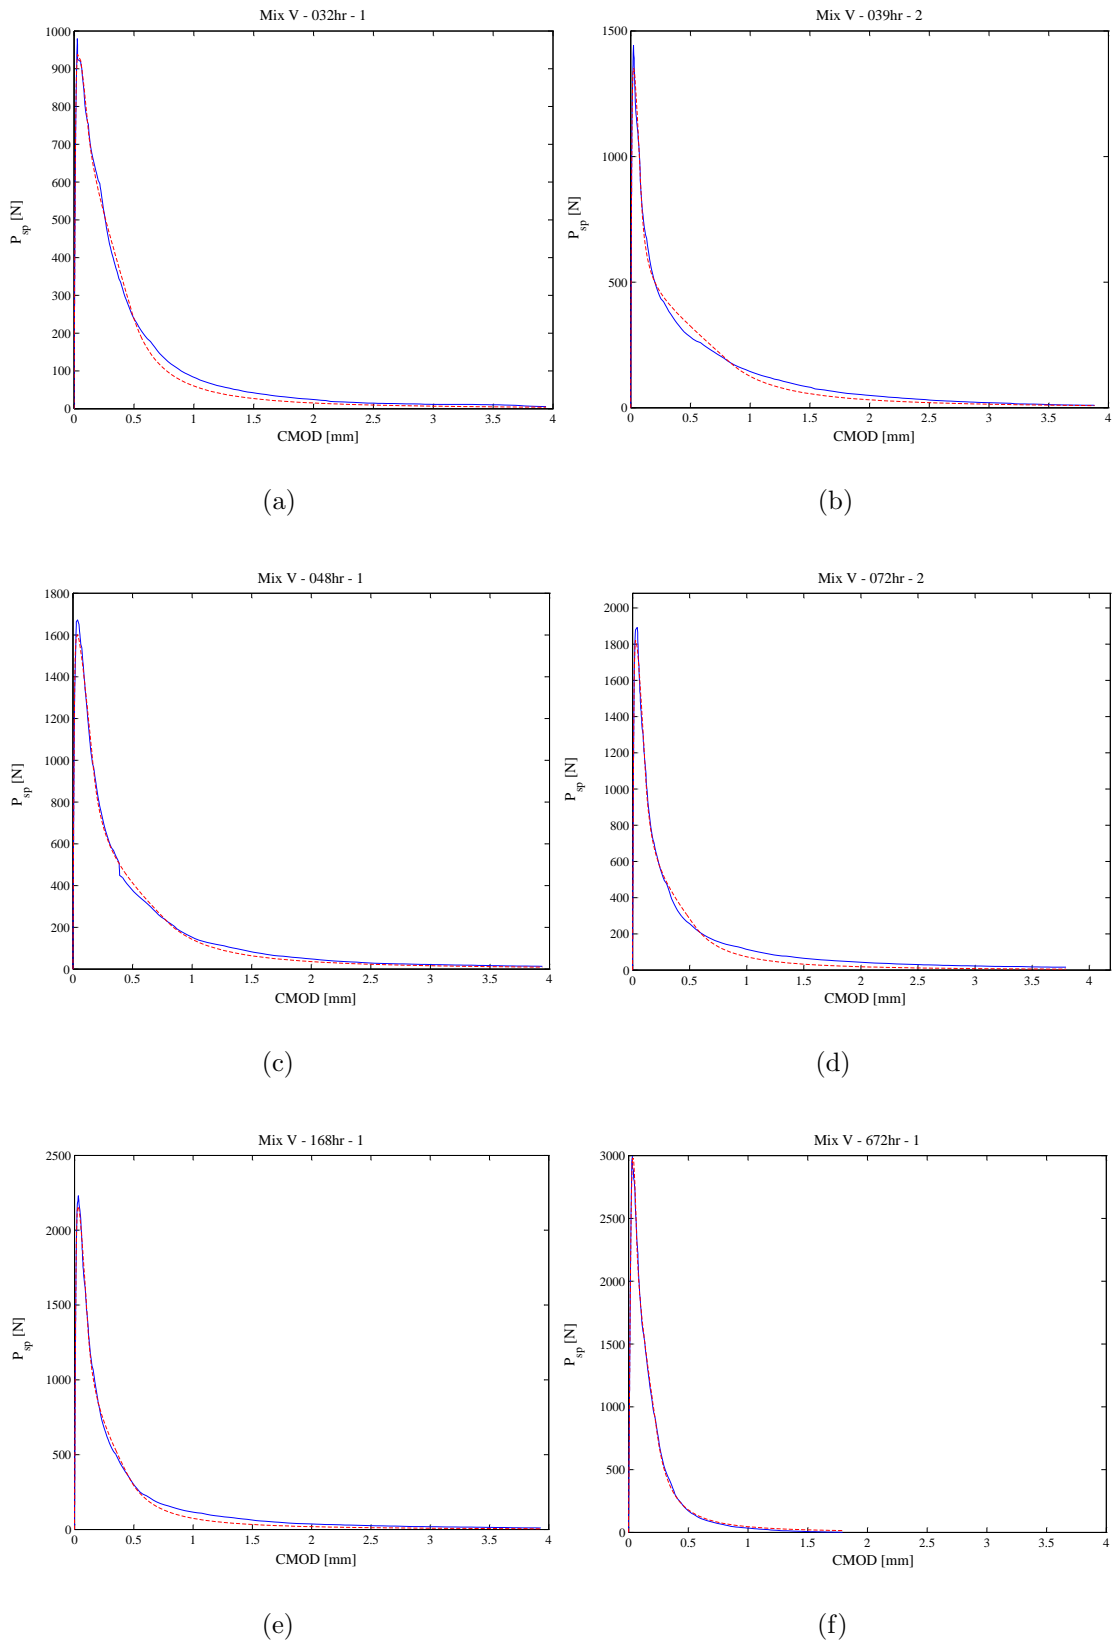 Mix V - 032hr - 1
1000
900
800
700
600
500
400
300
200
100
0
P_sp [N]
0 0.5 1 1.5 2 2.5 3 3.5 4
CMOD [mm]
(a)
Mix V - 039hr - 2
1500
1000
500
0
P_sp [N]
0 0.5 1 1.5 2 2.5 3 3.5 4
CMOD [mm]
(b)
Mix V - 048hr - 1
1800
1600
1400
1200
1000
800
600
400
200
0
P_sp [N]
0 0.5 1 1.5 2 2.5 3 3.5 4
CMOD [mm]
(c)
Mix V - 072hr - 2
2000
1800
1600
1400
1200
1000
800
600
400
200
0
P_sp [N]
0 0.5 1 1.5 2 2.5 3 3.5 4
CMOD [mm]
(d)
Mix V - 168hr - 1
2500
2000
1500
1000
500
0
P_sp [N]
0 0.5 1 1.5 2 2.5 3 3.5 4
CMOD [mm]
(e)
Mix V - 672hr - 1
3000
2500
2000
1500
1000
500
0
P_sp [N]
0 0.5 1 1.5 2 2.5 3 3.5 4
CMOD [mm]
(f)